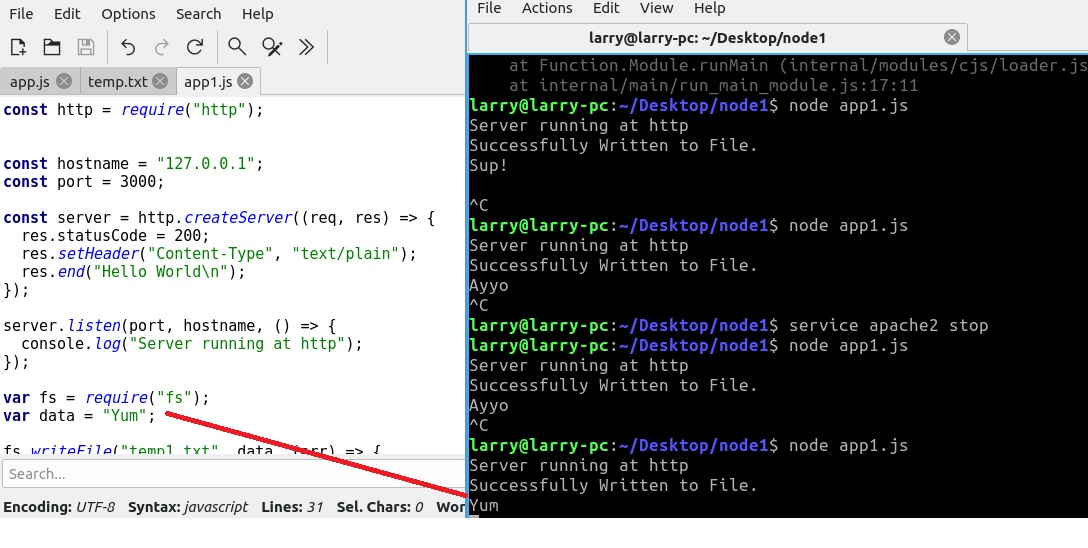 File Edit Options Search Help
app.js temp.txt app1.js
const http = require("http");
const hostname = "127.0.0.1";
const port = 3000;
const server = http.createServer((req, res) => {
  res.statusCode = 200;
  res.setHeader("Content-Type", "text/plain");
  res.end("Hello World\n");
});
server.listen(port, hostname, () => {
  console.log("Server running at http");
});
var fs = require("fs");
var data = "Yum";
fs.writeFile("temp1.txt", data, (err) => {
Search...
Encoding: UTF-8 Syntax: javascript Lines: 31 Sel. Chars: 0 Wor
File Actions Edit View Help
larry@larry-pc: ~/Desktop/node1
    at Function.Module.runMain (internal/modules/cjs/loader.js
    at internal/main/run_main_module.js:17:11
larry@larry-pc:~/Desktop/node1$ node app1.js
Server running at http
Successfully Written to File.
Sup!
^C
larry@larry-pc:~/Desktop/node1$ node app1.js
Server running at http
Successfully Written to File.
Ayyo
^C
larry@larry-pc:~/Desktop/node1$ service apache2 stop
larry@larry-pc:~/Desktop/node1$ node app1.js
Server running at http
Successfully Written to File.
Ayyo
^C
larry@larry-pc:~/Desktop/node1$ node app1.js
Server running at http
Successfully Written to File.
Yum